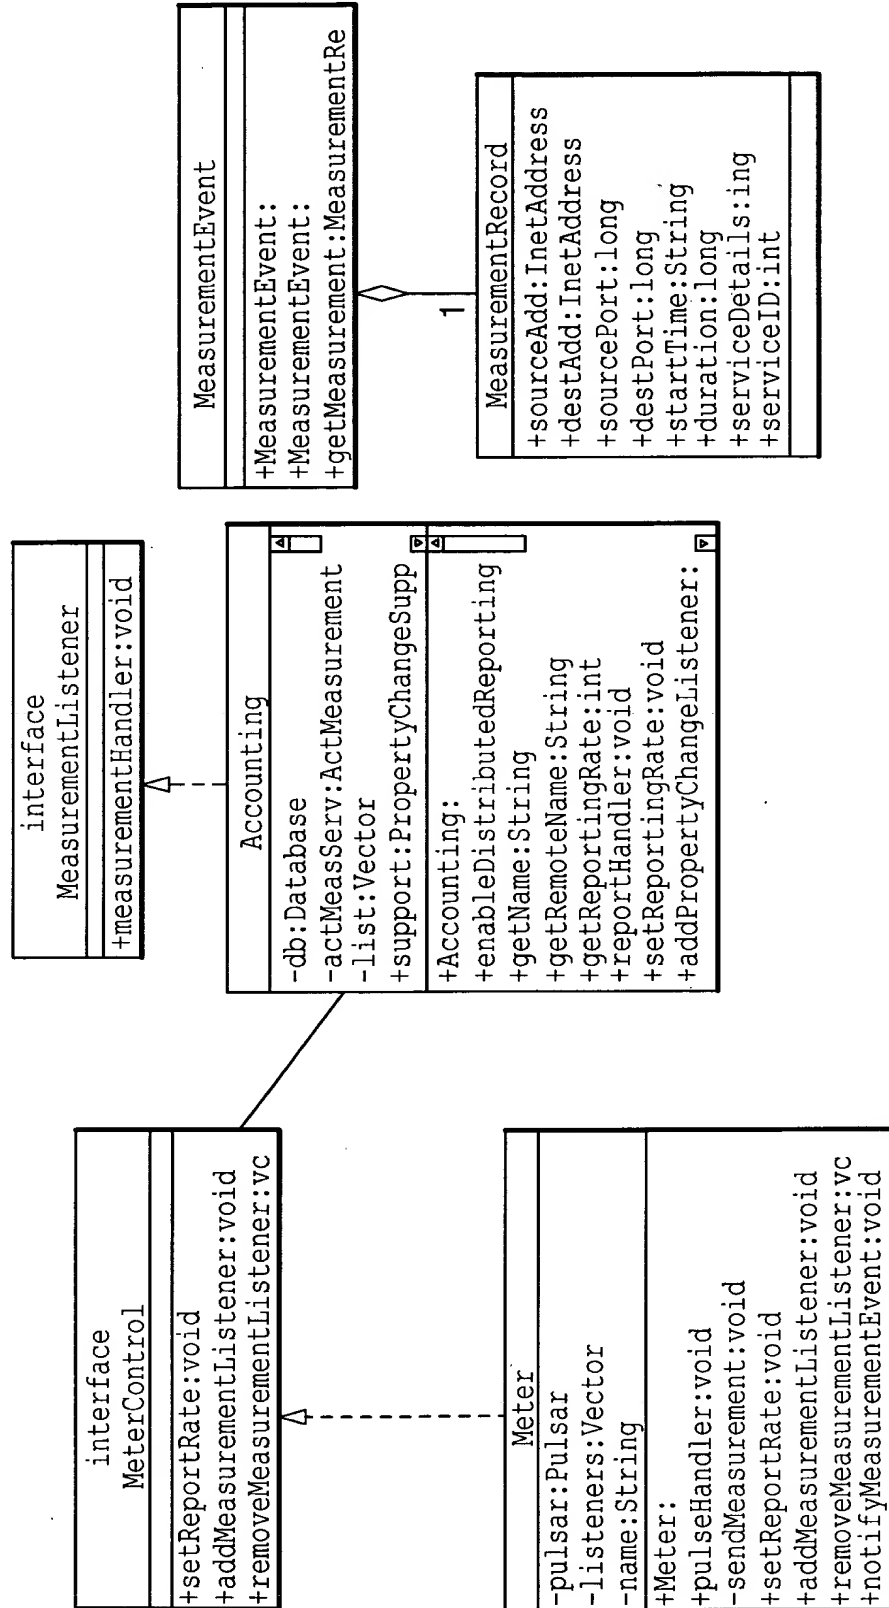 interface
MeterControl
+setReportRate:void
+addMeasurementListener:void
+removeMeasurementListener:vc
Meter
-pulsar:Pulsar
-listeners:Vector
-name:String
+Meter:
+pulseHandler:void
-sendMeasurement:void
+setReportRate:void
+addMeasurementListener:void
+removeMeasurementListener:vc
+notifyMeasurementEvent:void
interface
MeasurementListener
+measurementHandler:void
Accounting
-db:Database
-actMeasServ:ActMeasurement
-list:Vector
+support:PropertyChangeSupp
+Accounting:
+enableDistributedReporting
+getName:String
+getRemoteName:String
+getReportingRate:int
+reportHandler:void
+setReportingRate:void
+addPropertyChangeListener:
MeasurementEvent
+MeasurementEvent:
+MeasurementEvent:
+getMeasurement:MeasurementRe
1
MeasurementRecord
+sourceAdd:InetAddress
+destAdd:InetAddress
+sourcePort:long
+destPort:long
+startTime:String
+duration:long
+serviceDetails:ing
+serviceID:int